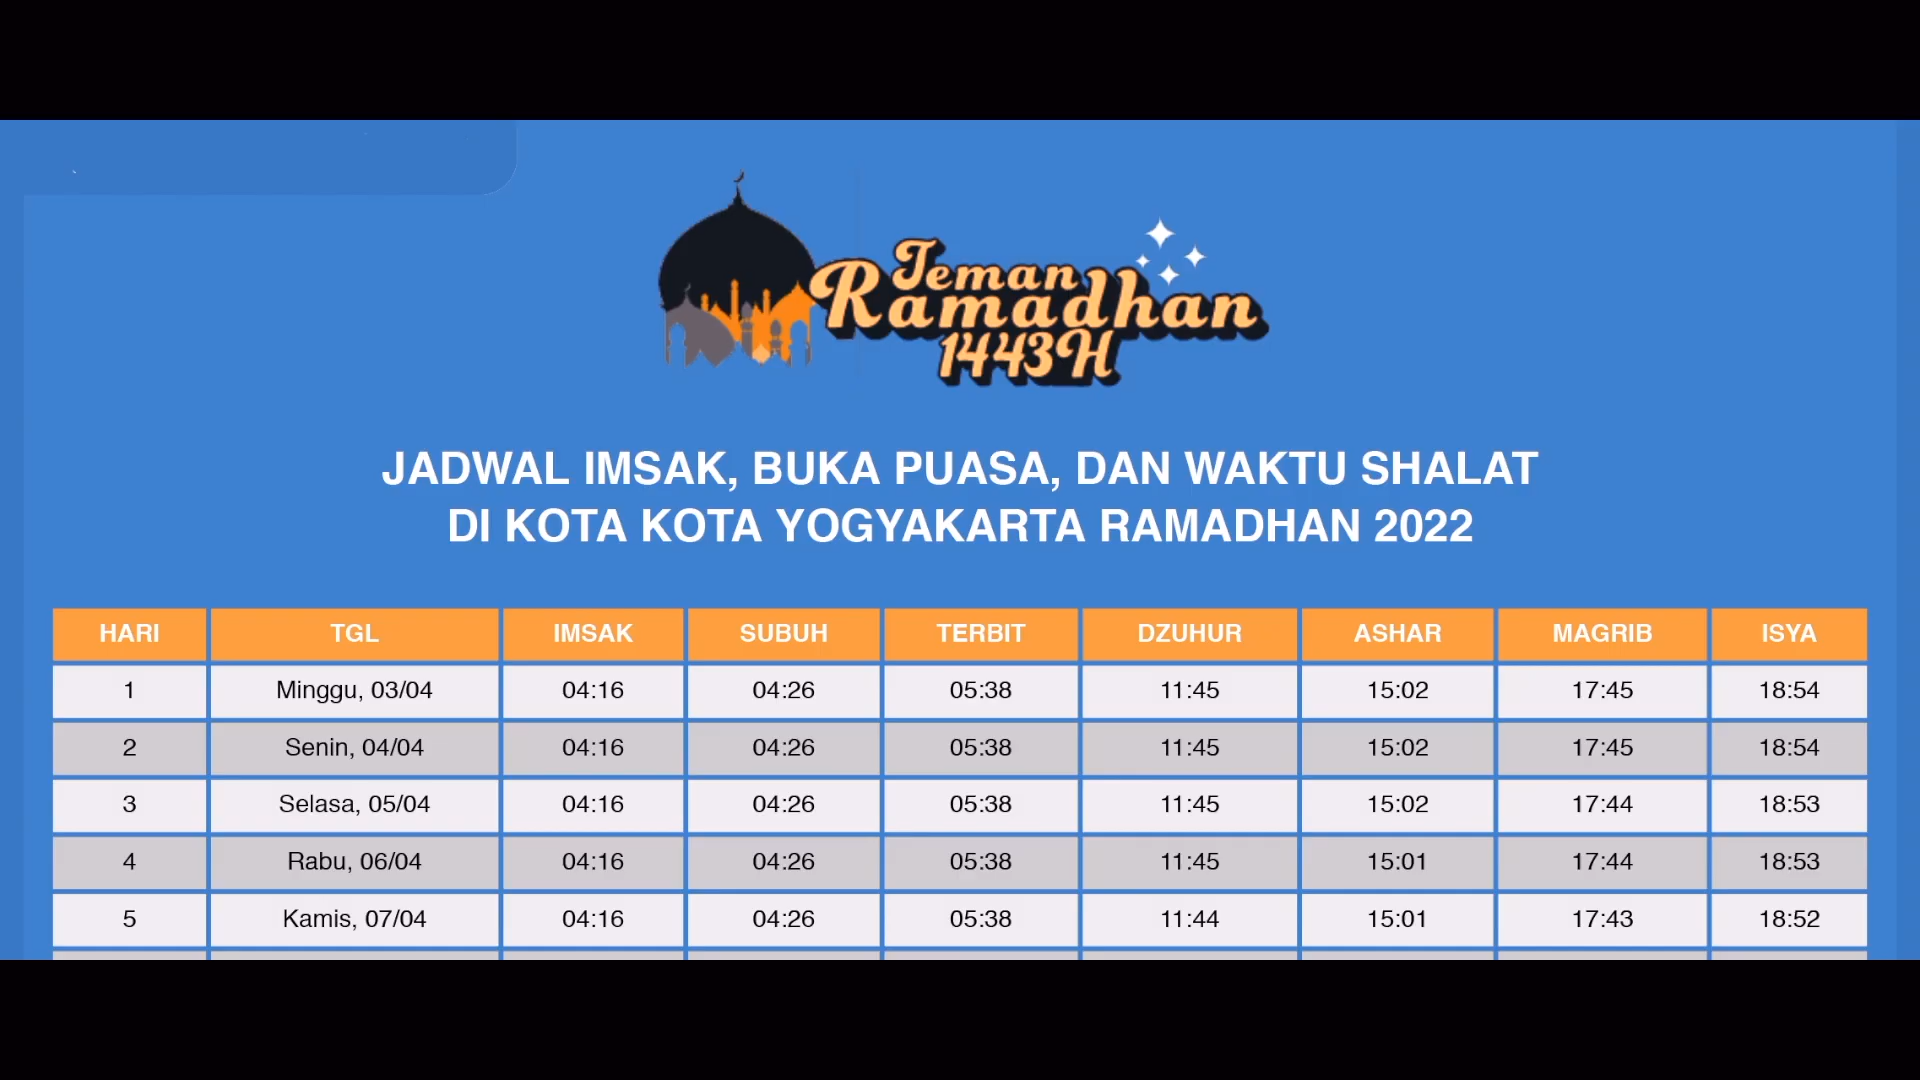 Teman
Ramadhan
1443H
JADWAL IMSAK, BUKA PUASA, DAN WAKTU SHALAT
DI KOTA KOTA YOGYAKARTA RAMADHAN 2022
HARI TGL IMSAK SUBUH TERBIT DZUHUR ASHAR MAGRIB ISYA
1 Minggu, 03/04 04:16 04:26 05:38 11:45 15:02 17:45 18:54
2 Senin, 04/04 04:16 04:26 05:38 11:45 15:02 17:45 18:54
3 Selasa, 05/04 04:16 04:26 05:38 11:45 15:02 17:44 18:53
4 Rabu, 06/04 04:16 04:26 05:38 11:45 15:01 17:44 18:53
5 Kamis, 07/04 04:16 04:26 05:38 11:44 15:01 17:43 18:52